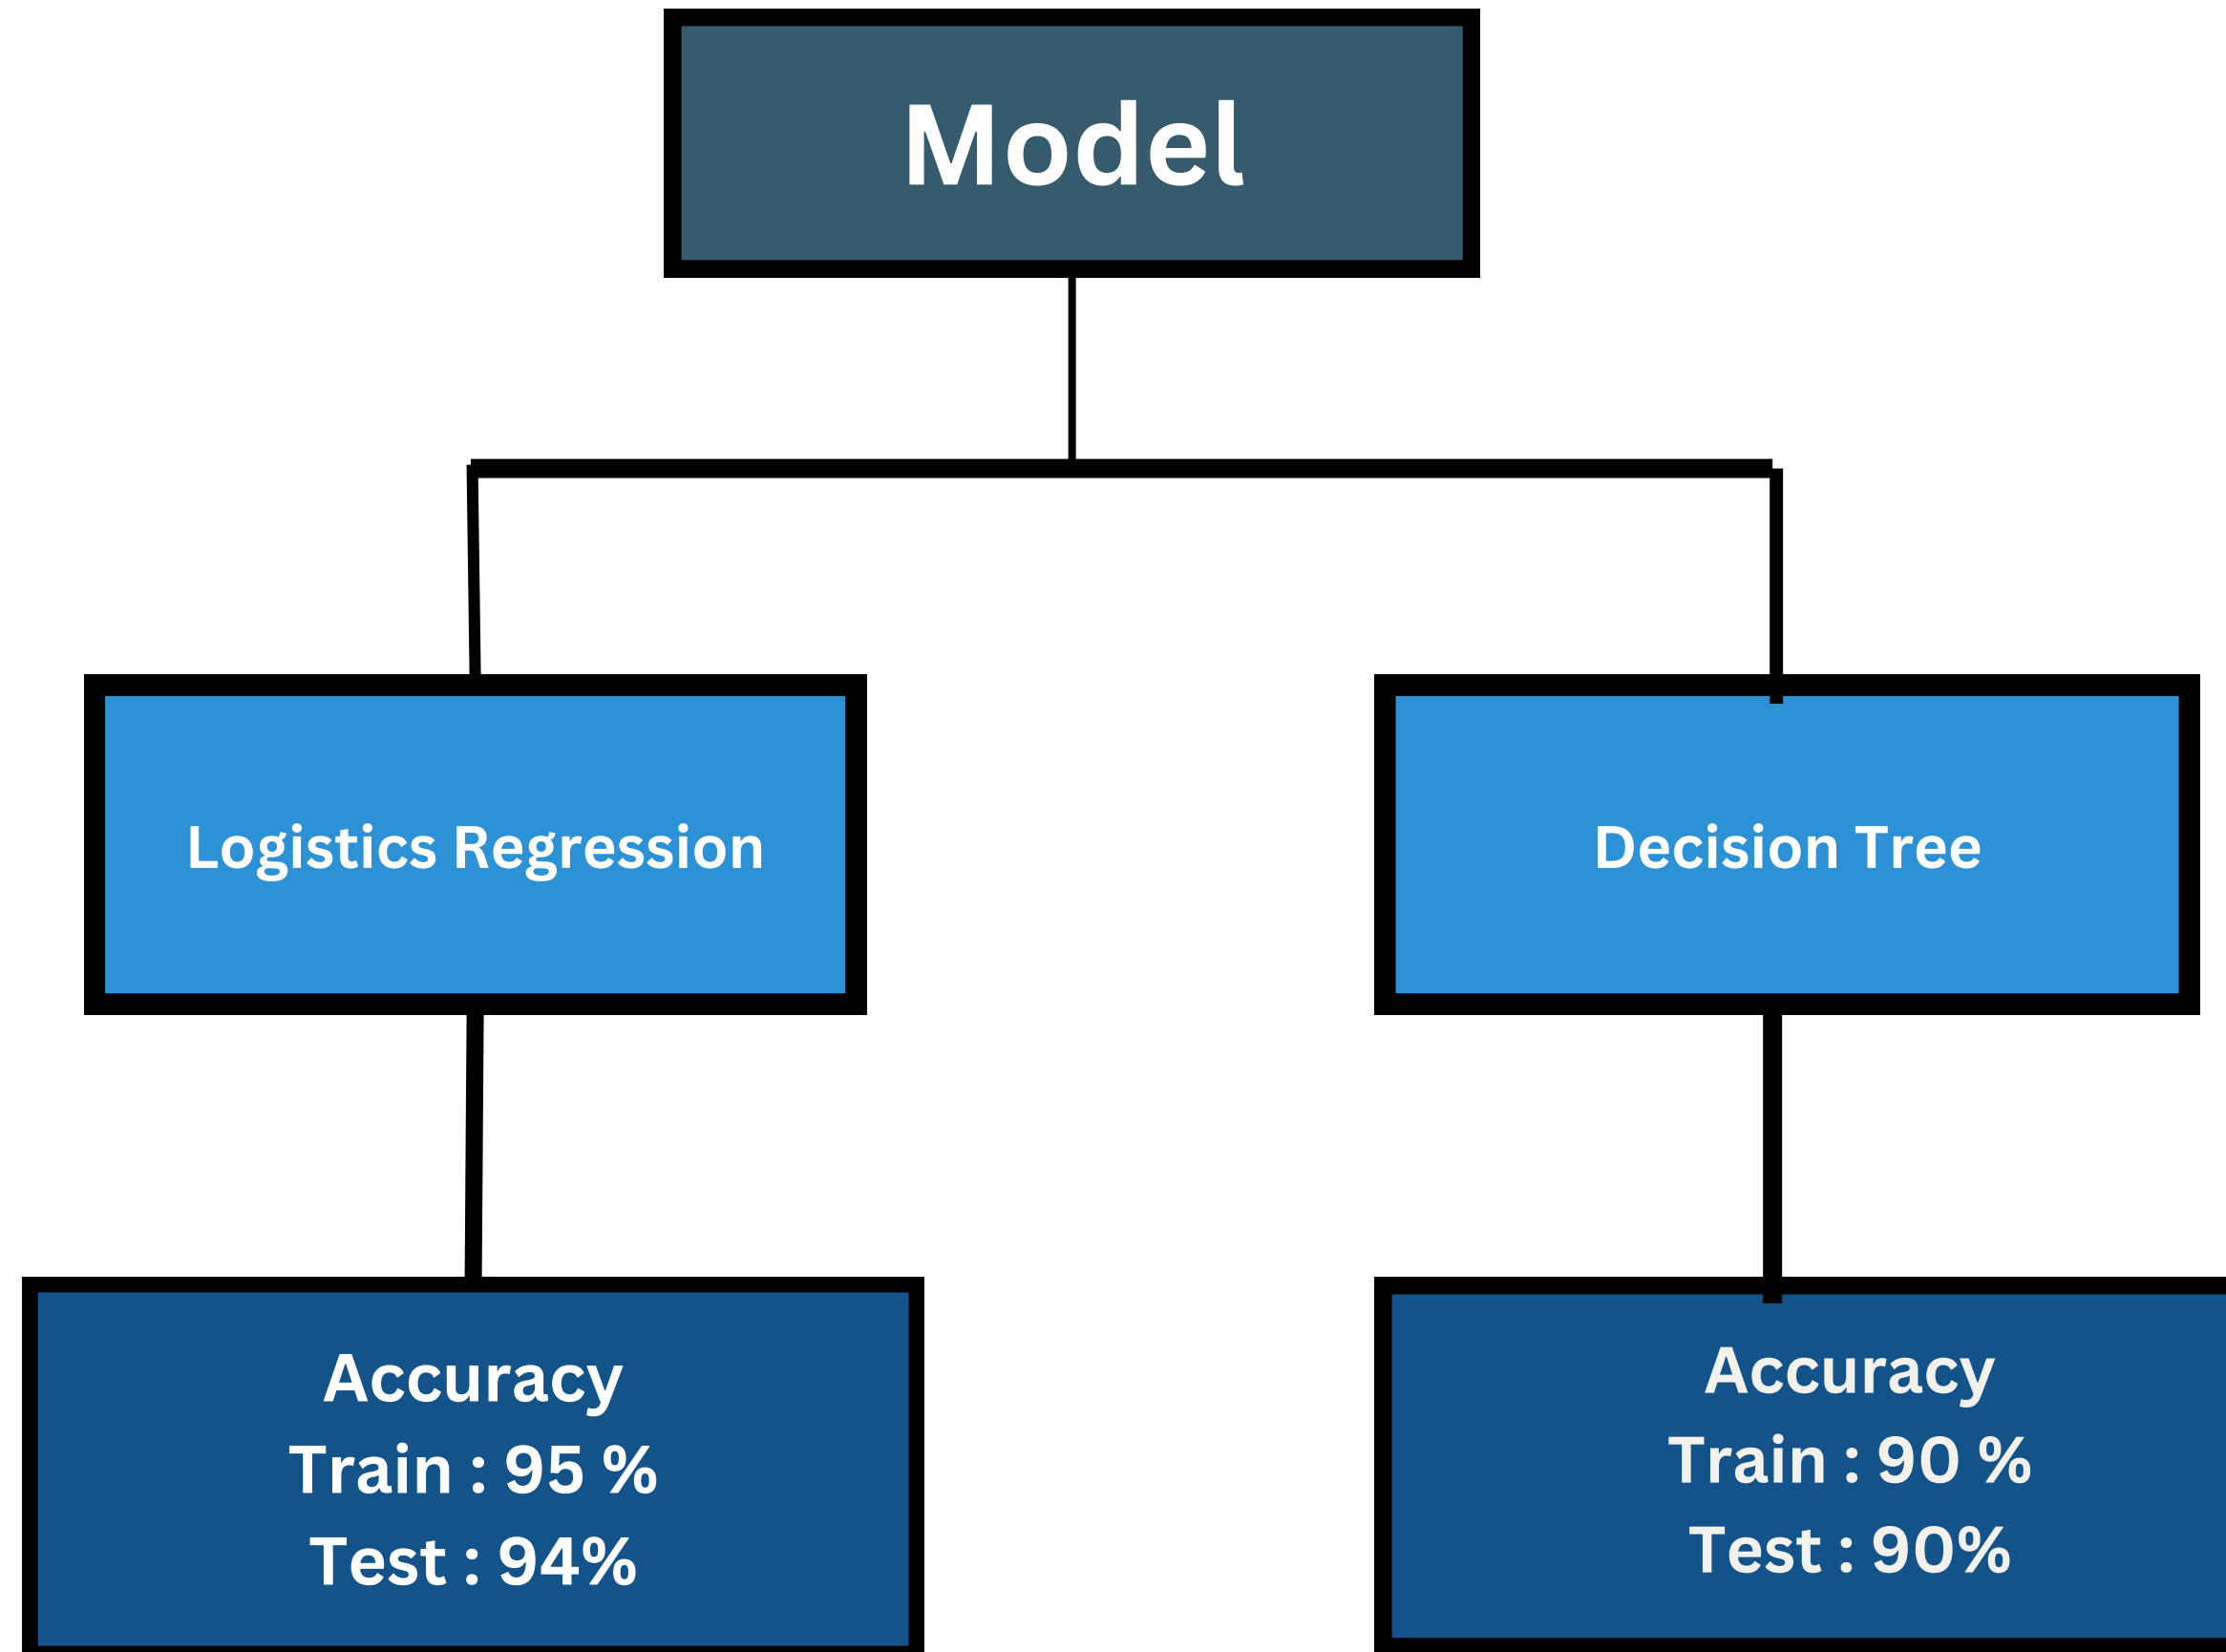 Model
Logistics Regression
Decision Tree
Accuracy
Train : 95 %
Test : 94%
Accuracy
Train : 90 %
Test : 90%